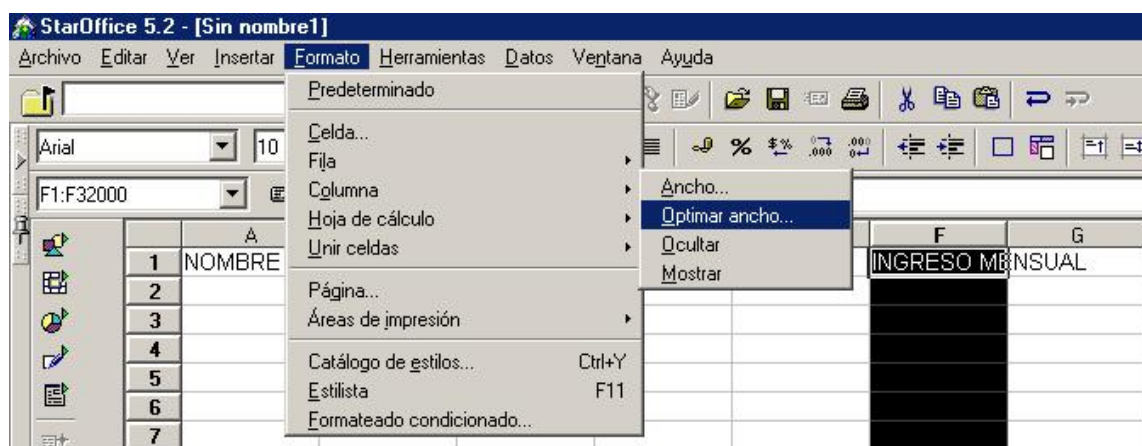 StarOffice 5.2 - [Sin nombre1]
Archivo Editar Ver Insertar Formato Herramientas Datos Ventana Ayuda
Predeterminado
Celda...
Arial 10
Fila
F1:F32000
Columna
Ancho...
Hoja de cálculo
Optimar ancho...
Unir celdas
Ocultar
Mostrar
A F G
1 NOMBRE INGRESO MENSUAL
2
Página...
3
Áreas de impresión
4
Catálogo de estilos... Ctrl+Y
5
Estilista F11
6
Formateado condicionado...
7